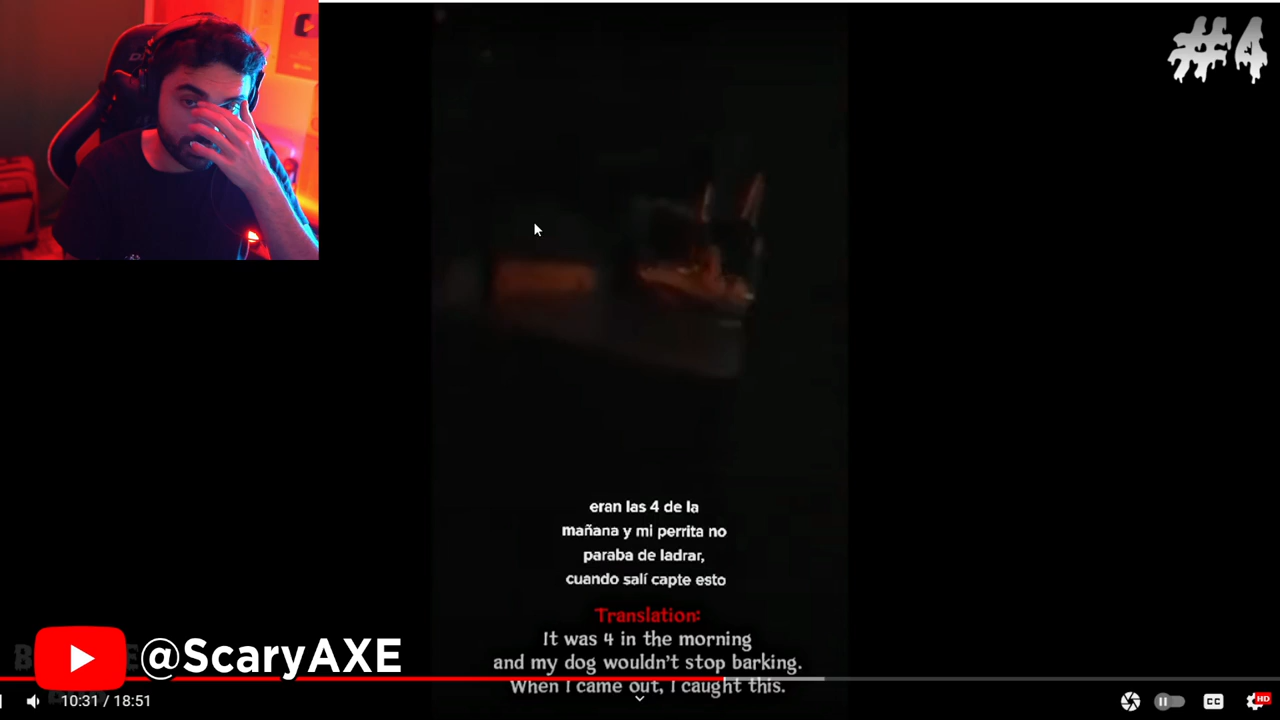 #4
eran las 4 de la
mañana y mi perrita no
paraba de ladrar,
cuando salí capte esto
Translation:
It was 4 in the morning
and my dog wouldn't stop barking.
When I came out, I caught this.
@ScaryAXE
10:31 / 18:51
CC
HD